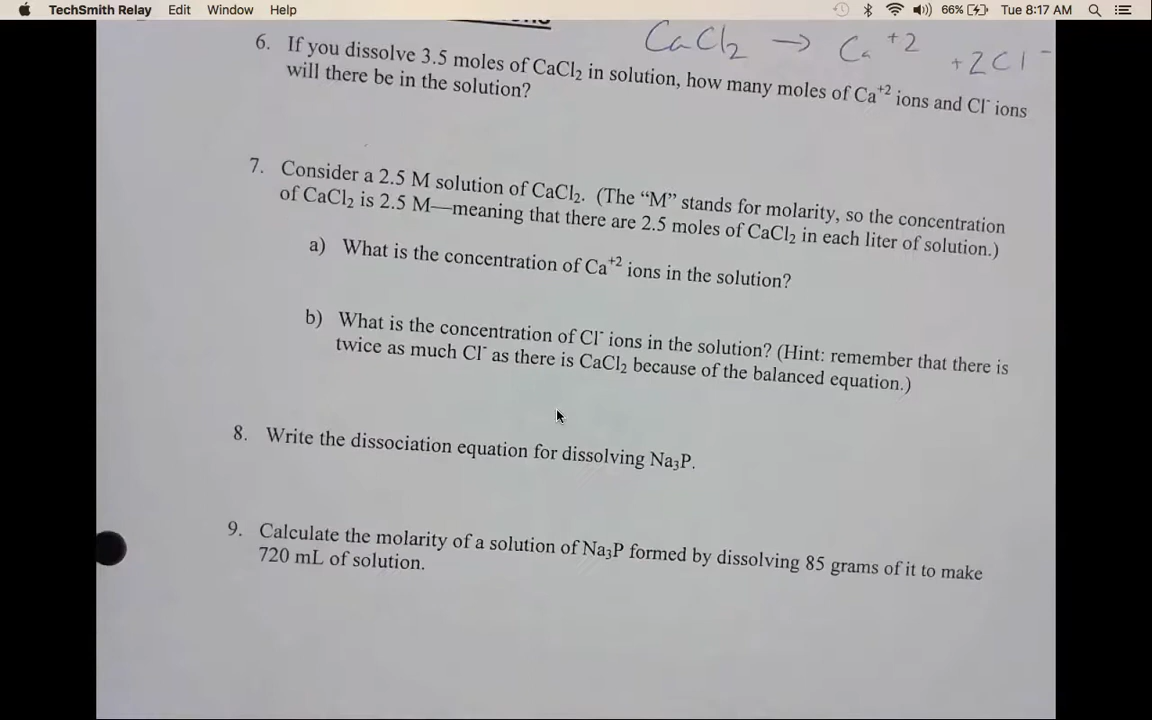 TechSmith Relay Edit Window Help 66% Tue 8:17 AM
CaCl₂ → Ca⁺² + 2Cl⁻
6. If you dissolve 3.5 moles of CaCl₂ in solution, how many moles of Ca⁺² ions and Cl⁻ ions
will there be in the solution?
7. Consider a 2.5 M solution of CaCl₂. (The “M” stands for molarity, so the concentration
of CaCl₂ is 2.5 M—meaning that there are 2.5 moles of CaCl₂ in each liter of solution.)
a) What is the concentration of Ca⁺² ions in the solution?
b) What is the concentration of Cl⁻ ions in the solution? (Hint: remember that there is
twice as much Cl⁻ as there is CaCl₂ because of the balanced equation.)
8. Write the dissociation equation for dissolving Na₃P.
9. Calculate the molarity of a solution of Na₃P formed by dissolving 85 grams of it to make
720 mL of solution.